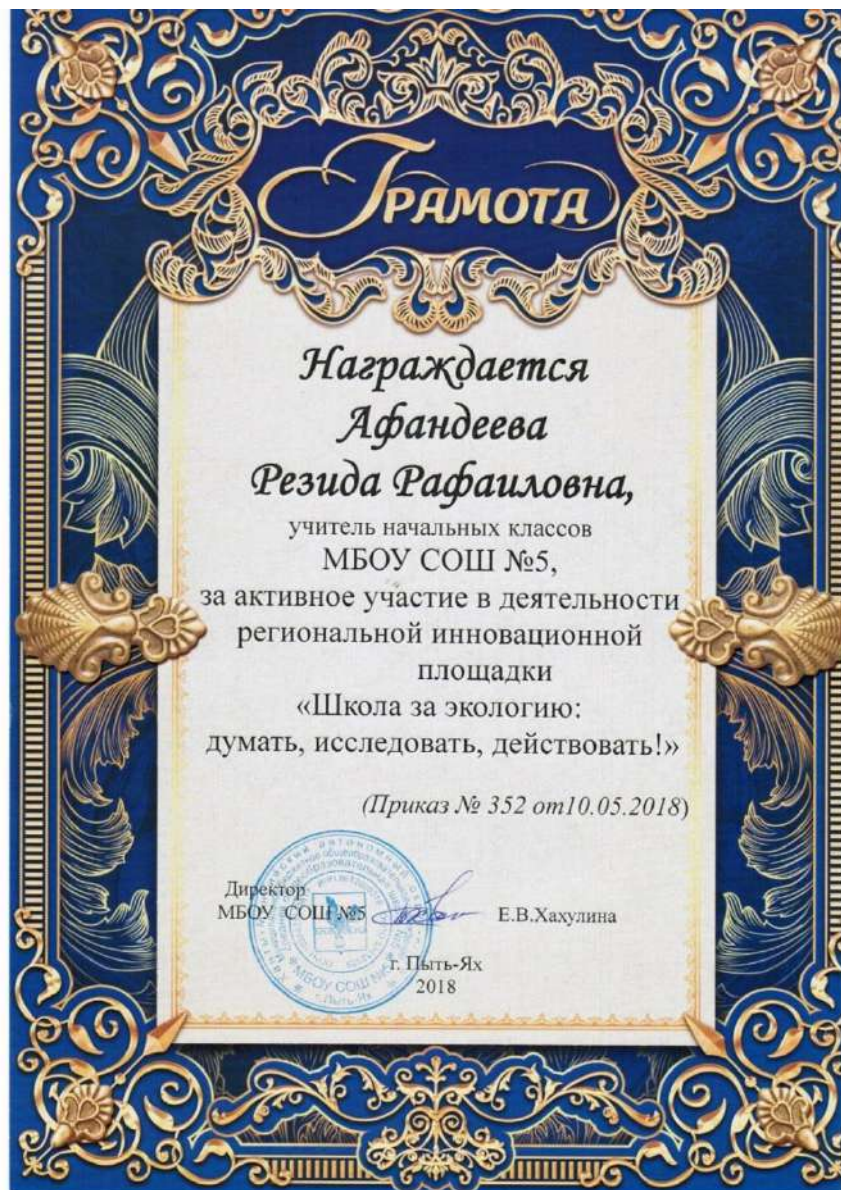 Грамота
Награждается
Афандеева
Резида Рафаиловна,
учитель начальных классов
МБОУ СОШ №5,
за активное участие в деятельности
региональной инновационной
площадки
«Школа за экологию:
думать, исследовать, действовать!»
(Приказ № 352 от10.05.2018)
Директор
МБОУ СОШ №5 Е.В.Хахулина
г. Пыть-Ях
2018